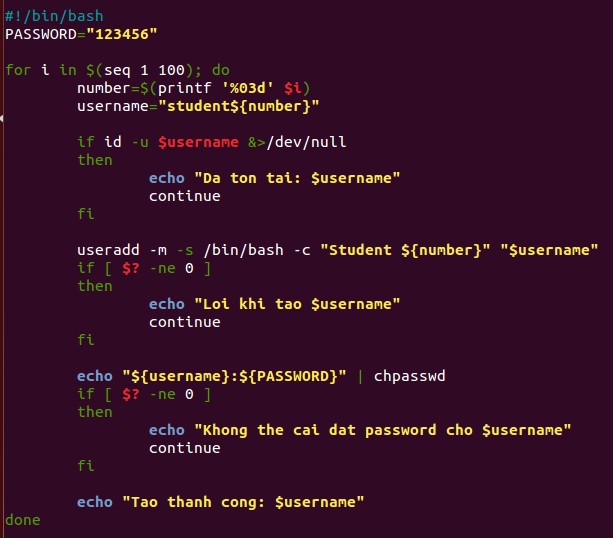 #!/bin/bash
PASSWORD="123456"
for i in $(seq 1 100); do
number=$(printf '%03d' $i)
username="student${number}"
if id -u $username &>/dev/null
then
echo "Da ton tai: $username"
continue
fi
useradd -m -s /bin/bash -c "Student ${number}" "$username"
if [ $? -ne 0 ]
then
echo "Loi khi tao $username"
continue
fi
echo "${username}:${PASSWORD}" | chpasswd
if [ $? -ne 0 ]
then
echo "Khong the cai dat password cho $username"
continue
fi
echo "Tao thanh cong: $username"
done